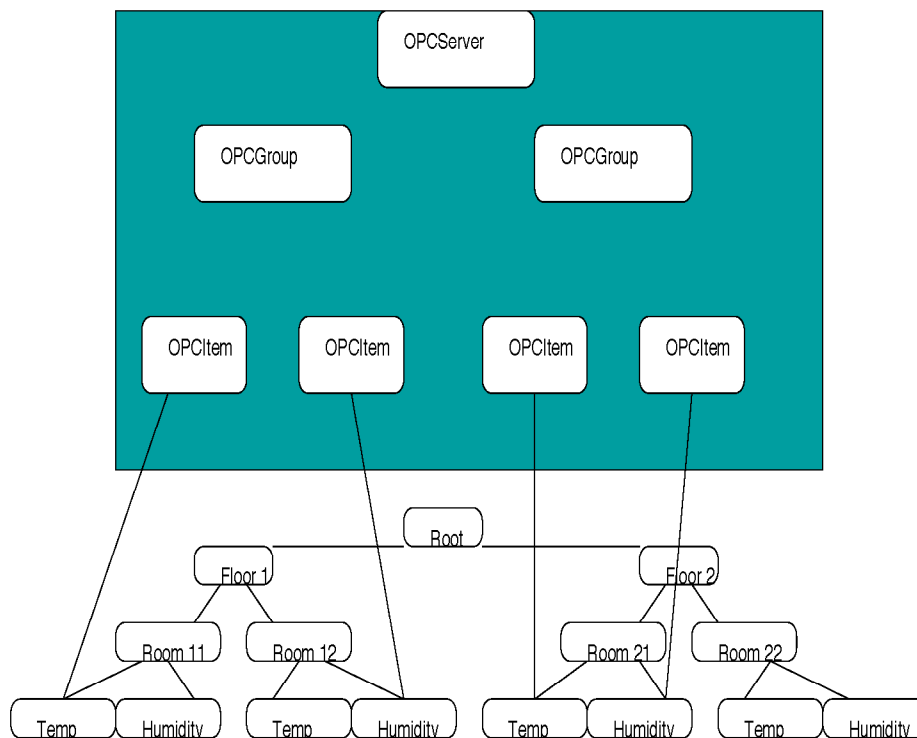 OPCServer
OPCGroup OPCGroup
OPCItem OPCItem OPCItem OPCItem
Root
Floor 1 Floor 2
Room 11 Room 12 Room 21 Room 22
Temp Humidity Temp Humidity Temp Humidity Temp Humidity